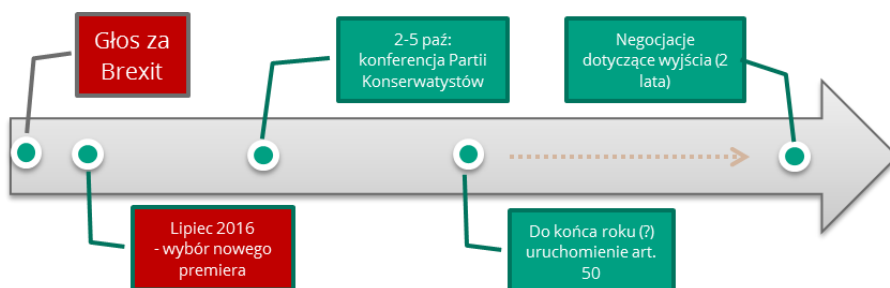 Głos za
Brexit
2-5 paź:
konferencja Partii
Konserwatystów
Negocjacje
dotyczące wyjścia (2
lata)
Lipiec 2016
- wybór nowego
premiera
Do końca roku (?)
uruchomienie art.
50